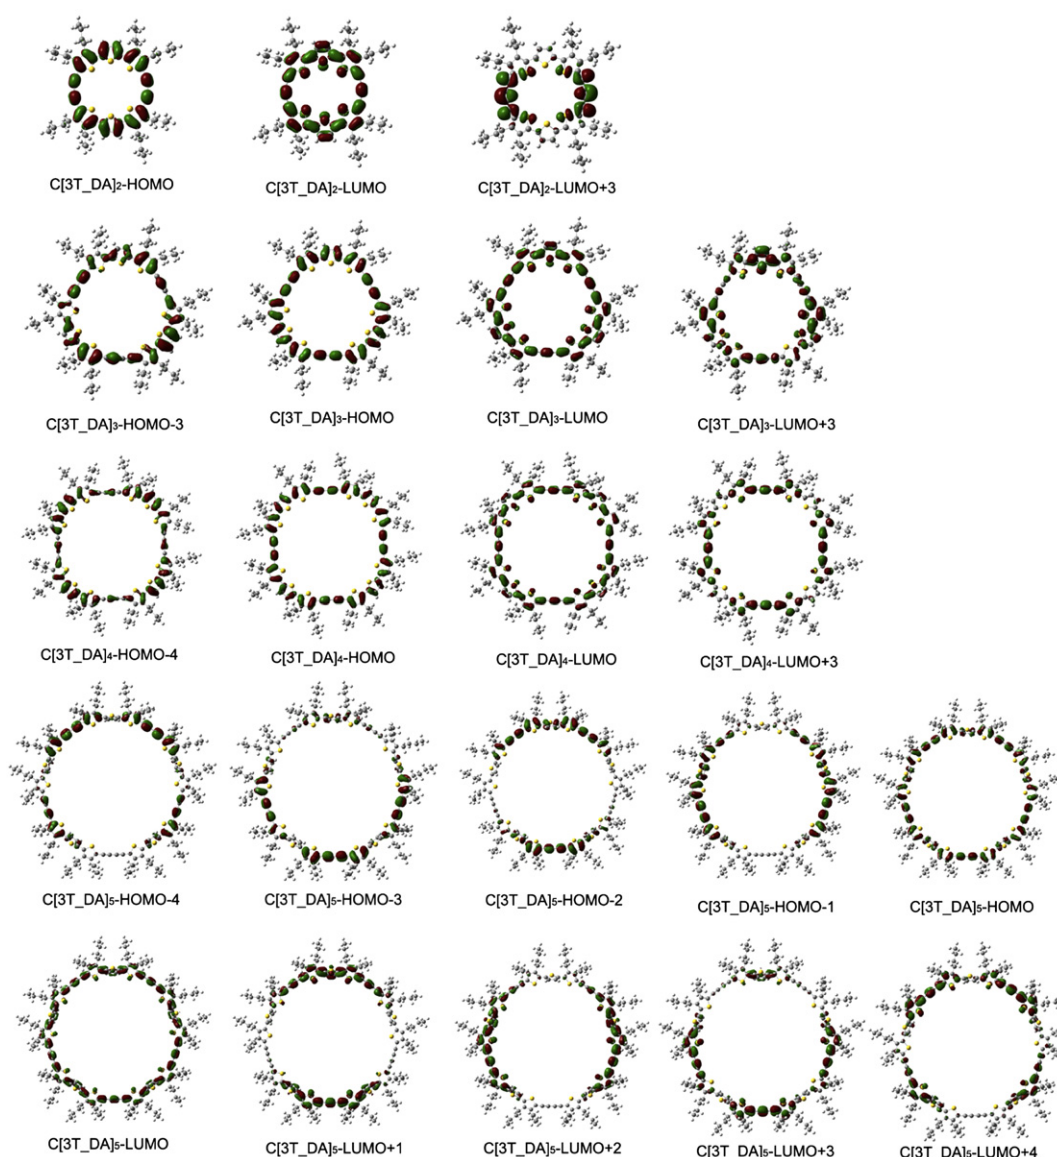 C[3T_DA]₂-HOMO
C[3T_DA]₂-LUMO
C[3T_DA]₂-LUMO+3
C[3T_DA]₃-HOMO-3
C[3T_DA]₃-HOMO
C[3T_DA]₃-LUMO
C[3T_DA]₃-LUMO+3
C[3T_DA]₄-HOMO-4
C[3T_DA]₄-HOMO
C[3T_DA]₄-LUMO
C[3T_DA]₄-LUMO+3
C[3T_DA]₅-HOMO-4
C[3T_DA]₅-HOMO-3
C[3T_DA]₅-HOMO-2
C[3T_DA]₅-HOMO-1
C[3T_DA]₅-HOMO
C[3T_DA]₅-LUMO
C[3T_DA]₅-LUMO+1
C[3T_DA]₅-LUMO+2
C[3T_DA]₅-LUMO+3
C[3T_DA]₅-LUMO+4